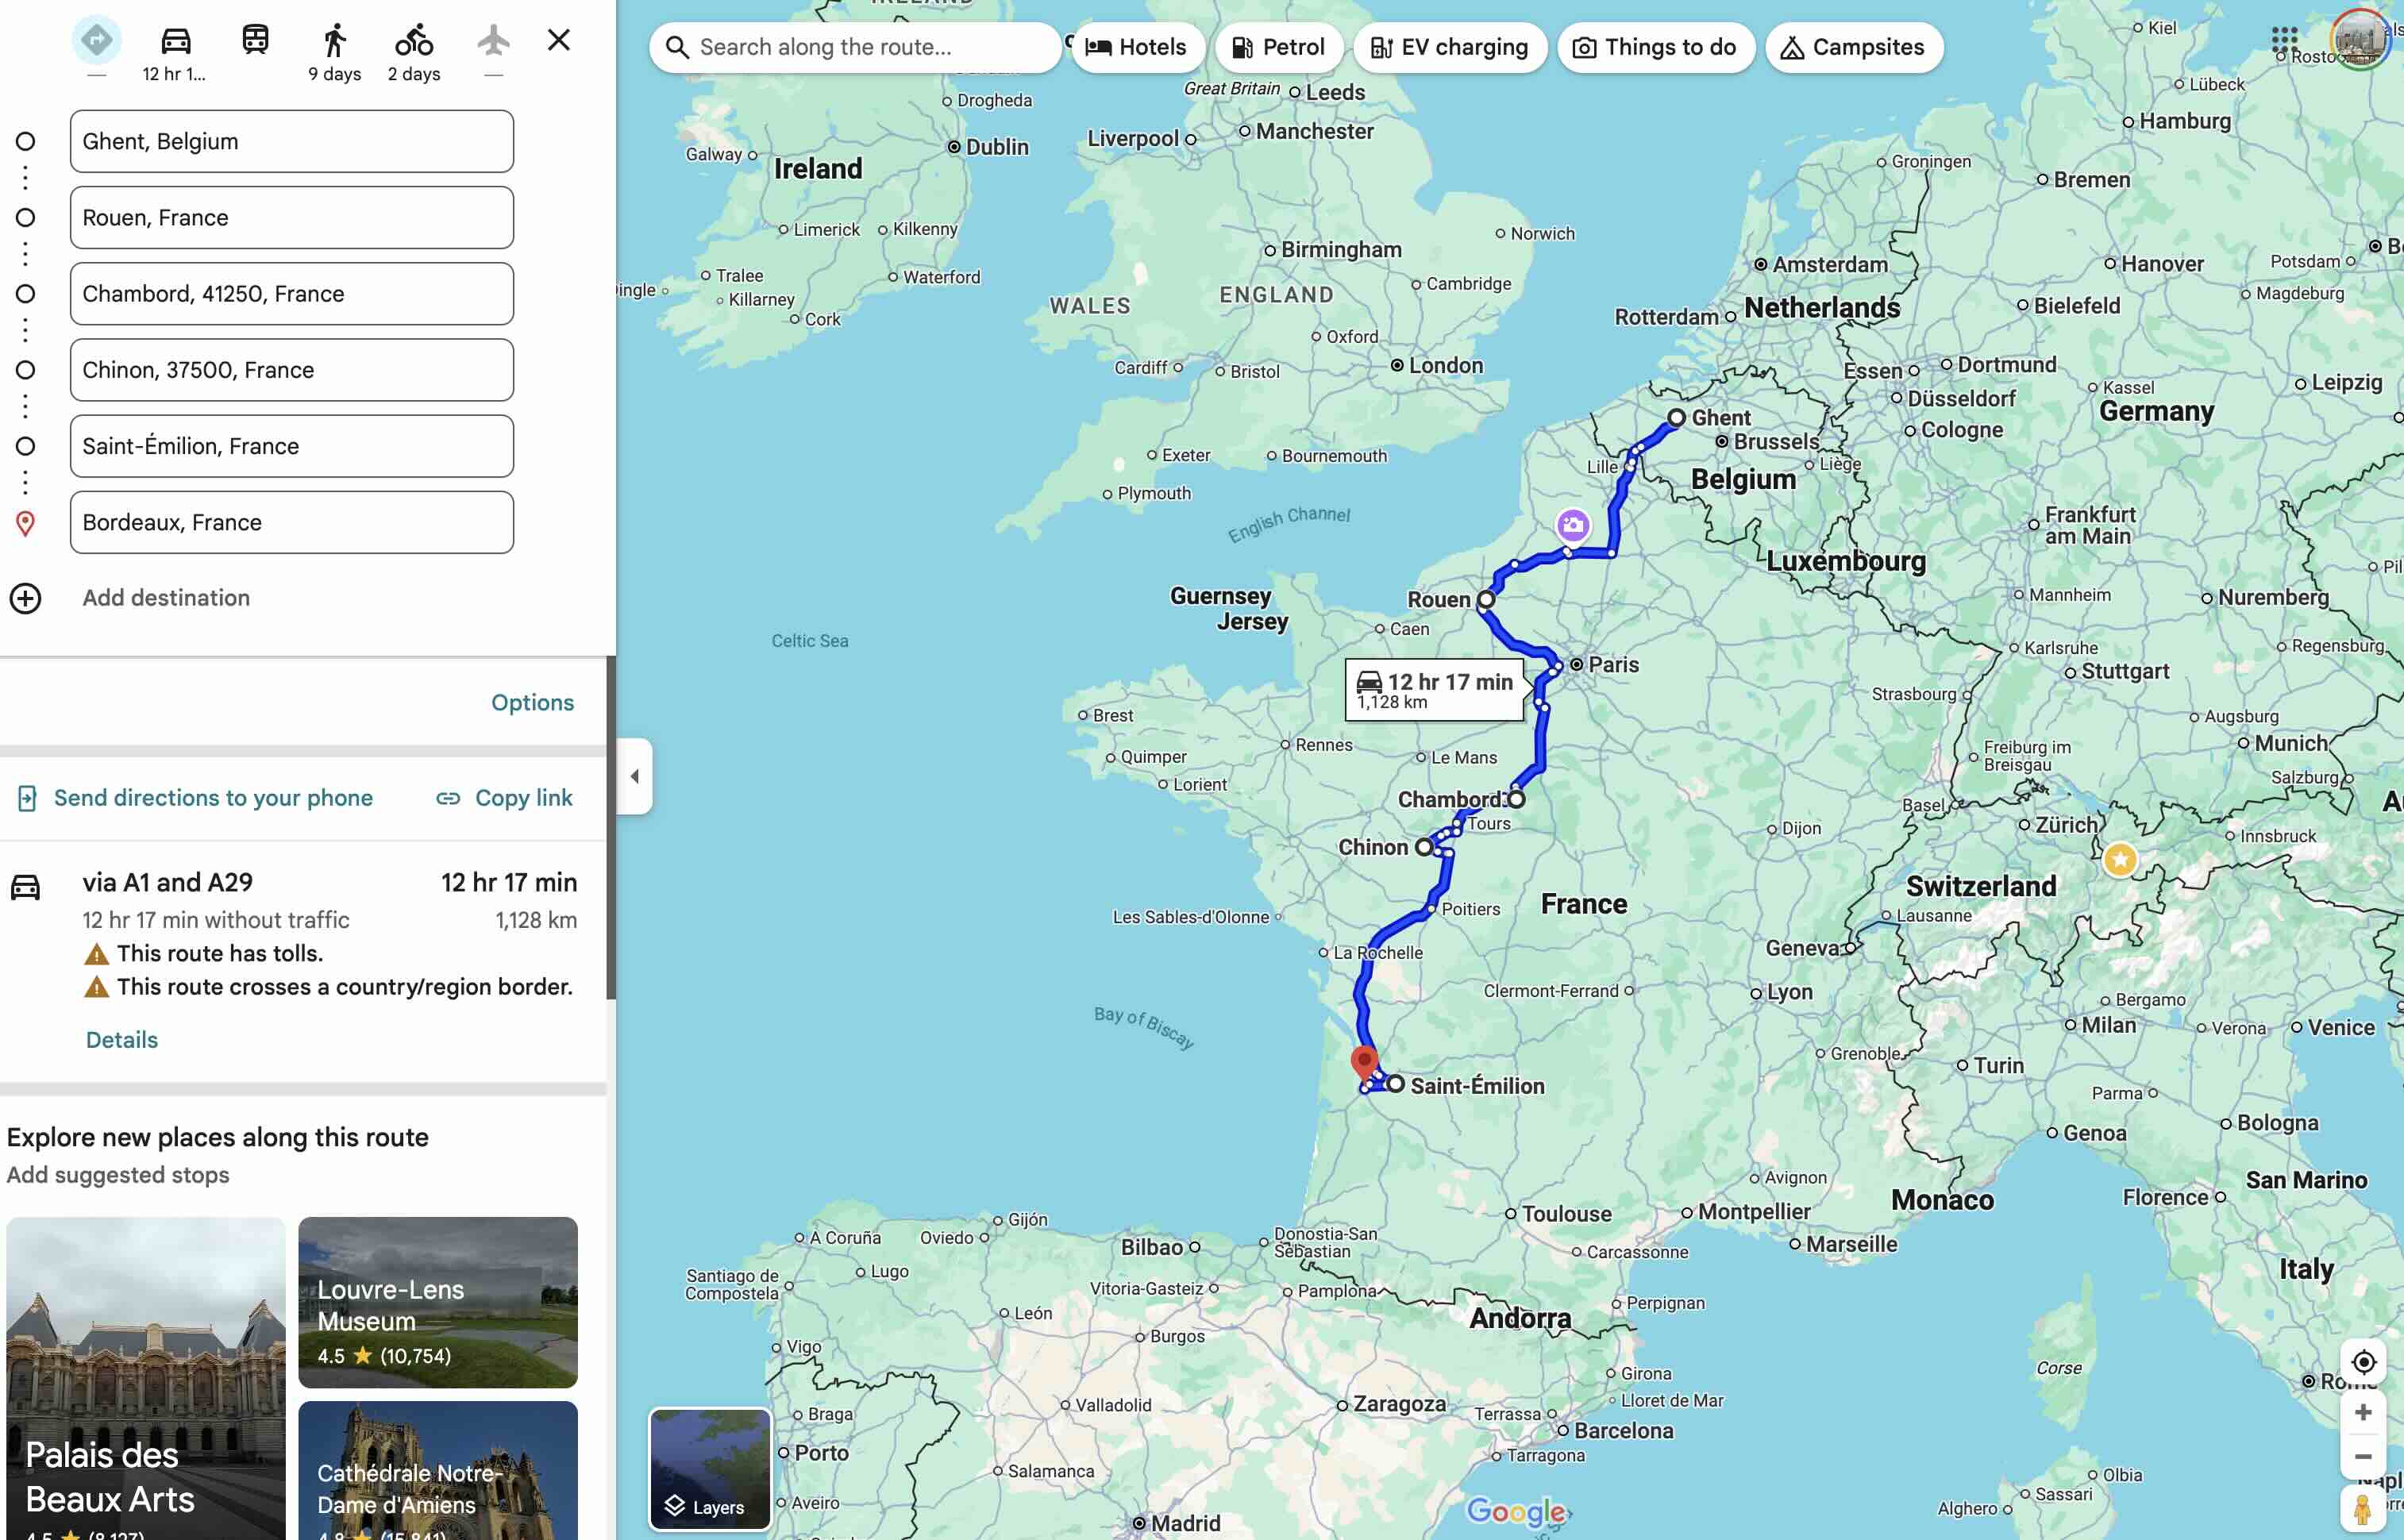 12 hr 1...
9 days
2 days
Ghent, Belgium
Rouen, France
Chambord, 41250, France
Chinon, 37500, France
Saint-Émilion, France
Bordeaux, France
Add destination
Options
Send directions to your phone
Copy link
via A1 and A29
12 hr 17 min
12 hr 17 min without traffic
1,128 km
This route has tolls.
This route crosses a country/region border.
Details
Explore new places along this route
Add suggested stops
Palais des
Beaux Arts
4.5 ★ (8,127)
Louvre-Lens
Museum
4.5 ★ (10,754)
Cathédrale Notre-
Dame d'Amiens
4.8 ★ (15,841)
Search along the route...
Hotels
Petrol
EV charging
Things to do
Campsites
IRELAND
Kiel
Lübeck
Drogheda
Great Britain
Leeds
Hamburg
Liverpool
Manchester
Dublin
Galway
Ireland
Groningen
Bremen
Limerick
Kilkenny
Norwich
Birmingham
Amsterdam
Hanover
Potsdam
Tralee
Waterford
Killarney
Cork
WALES
ENGLAND
Cambridge
Rotterdam
Netherlands
Bielefeld
Magdeburg
Oxford
Cardiff
Bristol
London
Essen
Dortmund
Kassel
Leipzig
Düsseldorf
Germany
Cologne
Ghent
Brussels
Lille
Liège
Belgium
Exeter
Bournemouth
Plymouth
English Channel
Frankfurt
am Main
Luxembourg
Guernsey
Jersey
Rouen
Mannheim
Nuremberg
Celtic Sea
Caen
Karlsruhe
Regensburg
Paris
Stuttgart
12 hr 17 min
1,128 km
Strasbourg
Brest
Augsburg
Munich
Quimper
Rennes
Le Mans
Freiburg im
Breisgau
Lorient
Salzburg
Chambord
Basel
Tours
Dijon
Zürich
Innsbruck
Chinon
Switzerland
France
Les Sables-d'Olonne
Poitiers
Lausanne
La Rochelle
Geneva
Clermont-Ferrand
Lyon
Bergamo
Bay of Biscay
Milan
Verona
Venice
Grenoble
Turin
Saint-Émilion
Parma
Bologna
Genoa
Avignon
San Marino
Monaco
Florence
Gijón
Toulouse
Montpellier
A Coruña
Oviedo
Bilbao
Donostia-San
Sebastian
Marseille
Carcassonne
Lugo
Italy
Santiago de
Compostela
Vitoria-Gasteiz
Pamplona
León
Andorra
Perpignan
Burgos
Vigo
Corse
Girona
Rome
Valladolid
Zaragoza
Lloret de Mar
Braga
Terrassa
Barcelona
Porto
Tarragona
Salamanca
Olbia
Sassari
Alghero
Aveiro
Layers
Google
Madrid